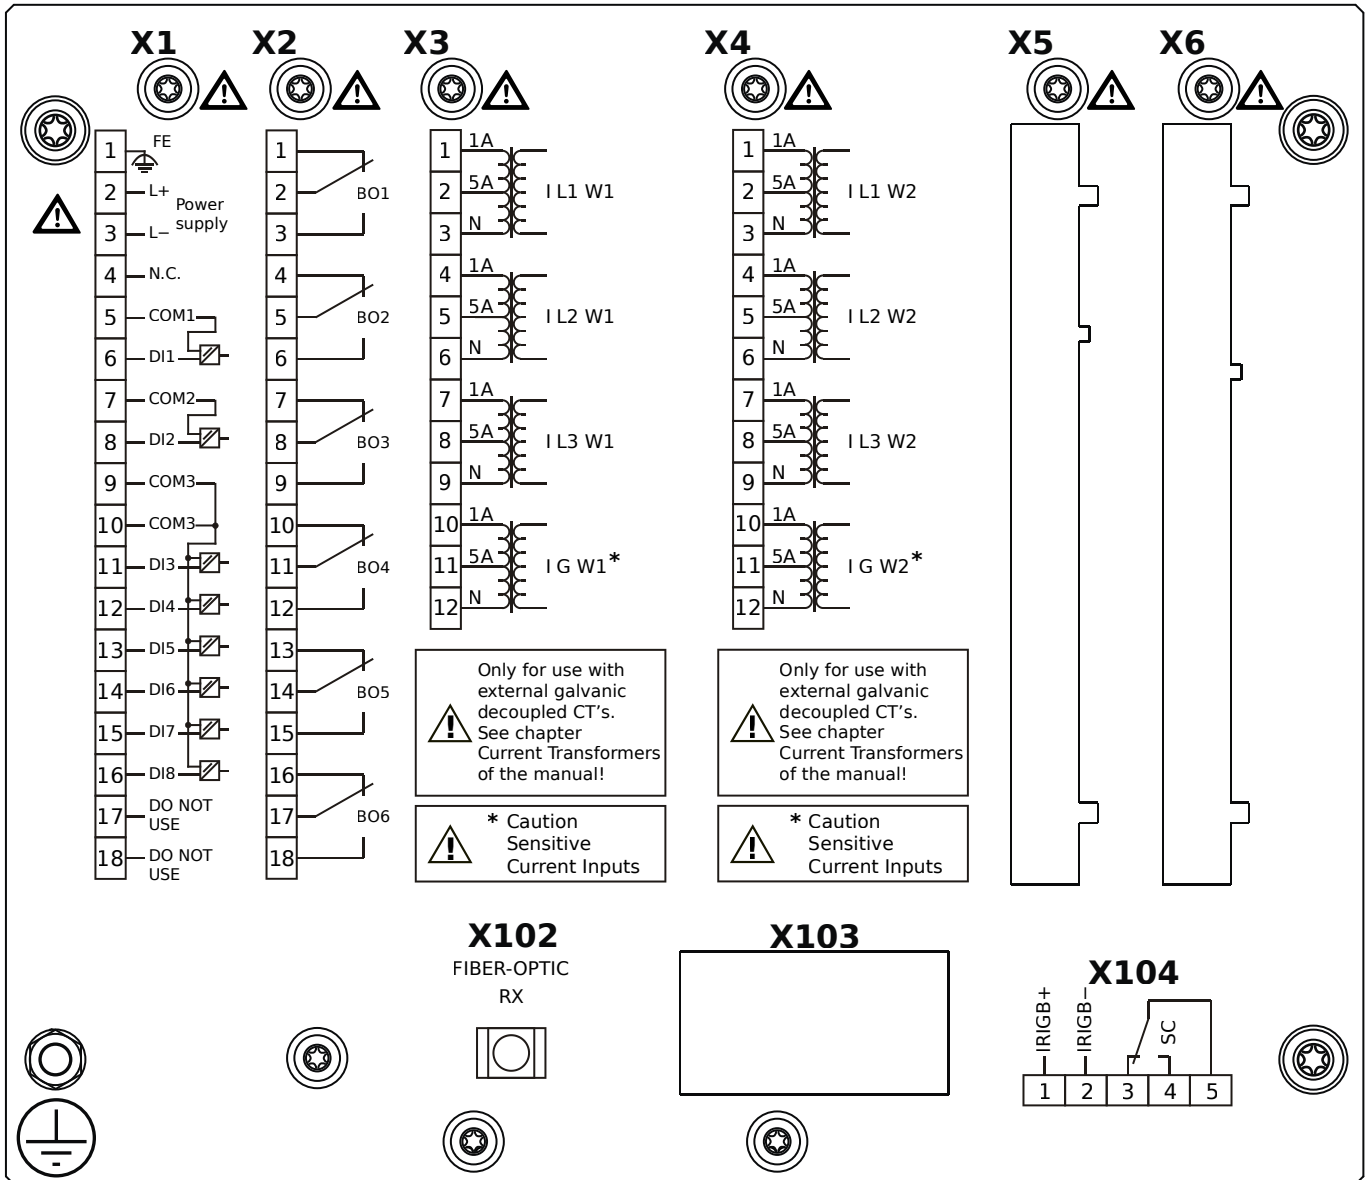 X1 X2 X3 X4 X5 X6
1 FE
2 L+
Power
supply
3 L−
4 N.C.
5 COM1
6 DI1
7 COM2
8 DI2
9 COM3
10 COM3
11 DI3
12 DI4
13 DI5
14 DI6
15 DI7
16 DI8
17 DO NOT
USE
18 DO NOT
USE
1
2 BO1
3
4
5 BO2
6
7
8 BO3
9
10
11 BO4
12
13
14 BO5
15
16
17 BO6
18
1 1A
2 5A I L1 W1
3 N
4 1A
5 5A I L2 W1
6 N
7 1A
8 5A I L3 W1
9 N
10 1A
11 5A I G W1*
12 N
Only for use with
external galvanic
decoupled CT's.
See chapter
Current Transformers
of the manual!
* Caution
Sensitive
Current Inputs
1 1A
2 5A I L1 W2
3 N
4 1A
5 5A I L2 W2
6 N
7 1A
8 5A I L3 W2
9 N
10 1A
11 5A I G W2*
12 N
Only for use with
external galvanic
decoupled CT's.
See chapter
Current Transformers
of the manual!
* Caution
Sensitive
Current Inputs
X102
FIBER-OPTIC
RX
X103
X104
IRIGB+
IRIGB−
SC
1 2 3 4 5